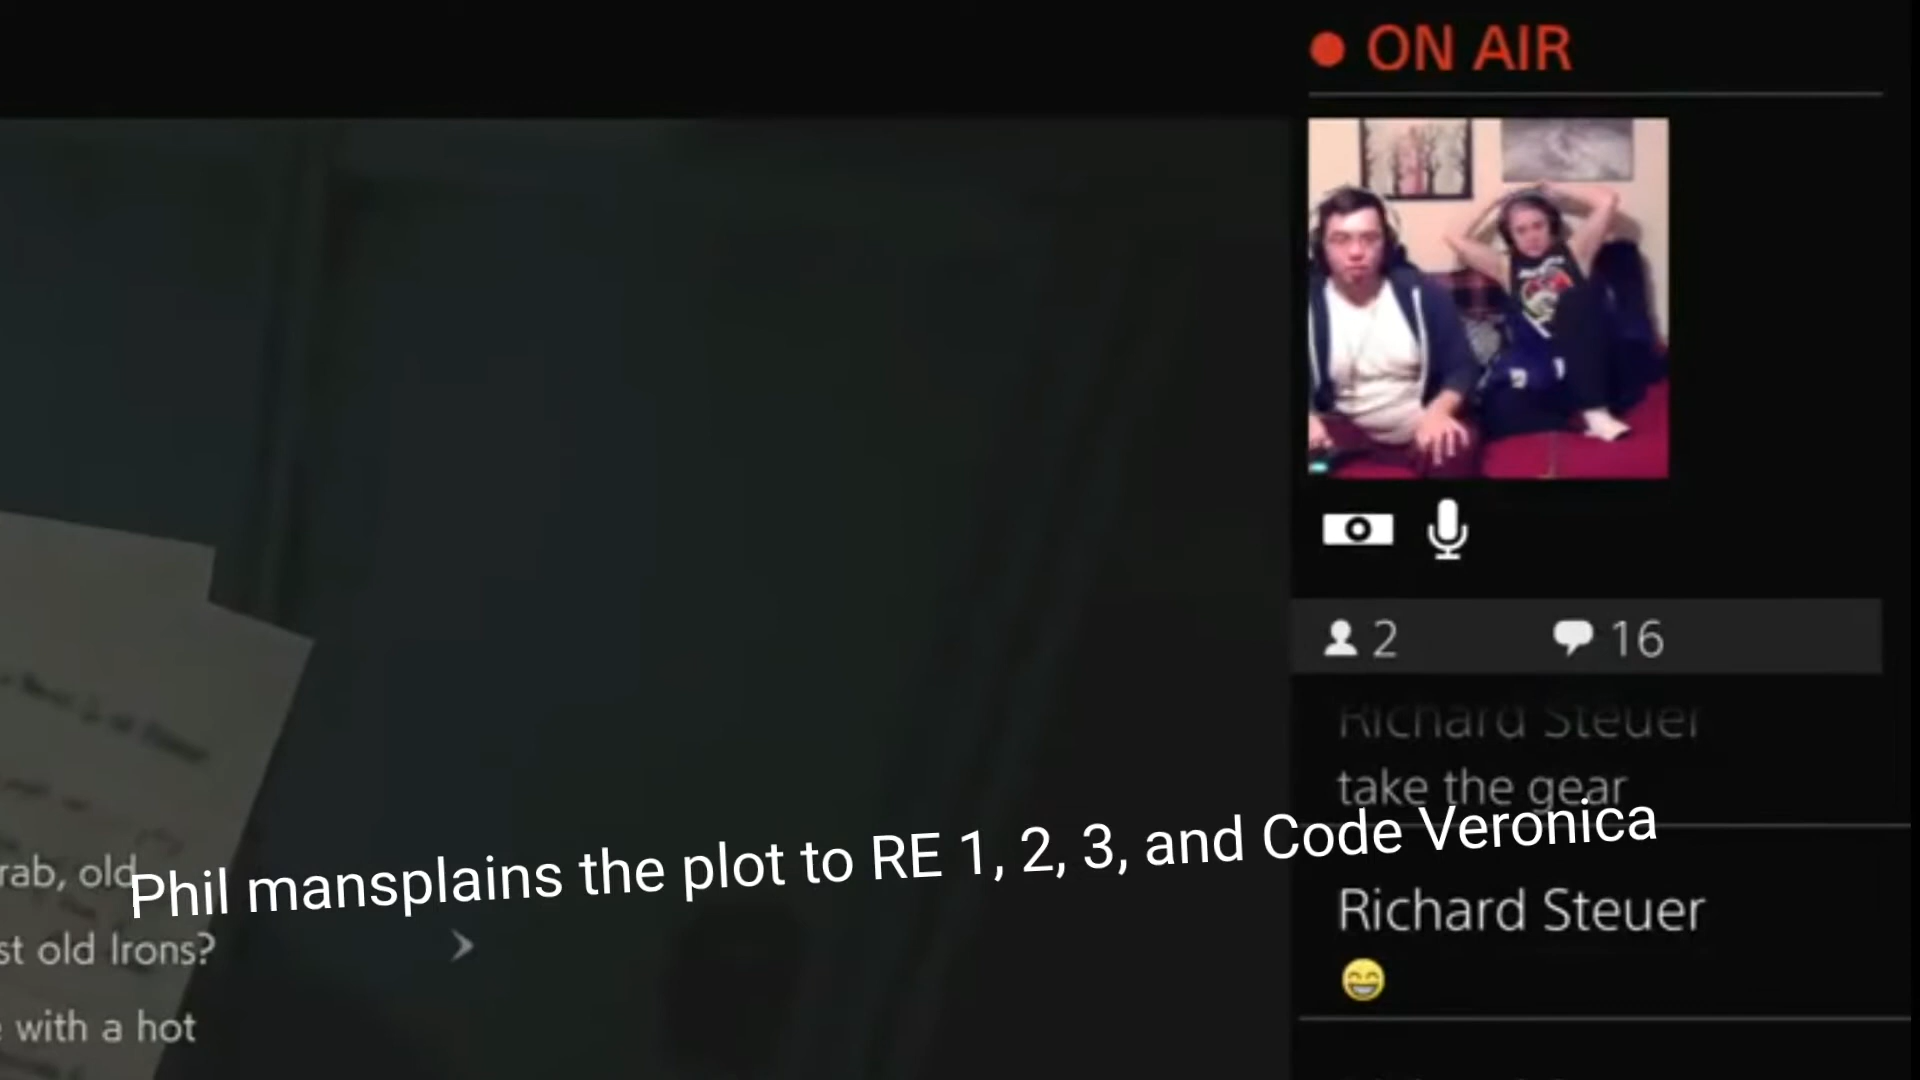 ON AIR
2
16
Richard Steuer
take the gear
Phil mansplains the plot to RE 1, 2, 3, and Code Veronica
Richard Steuer
😁
rab, old
st old Irons?
with a hot